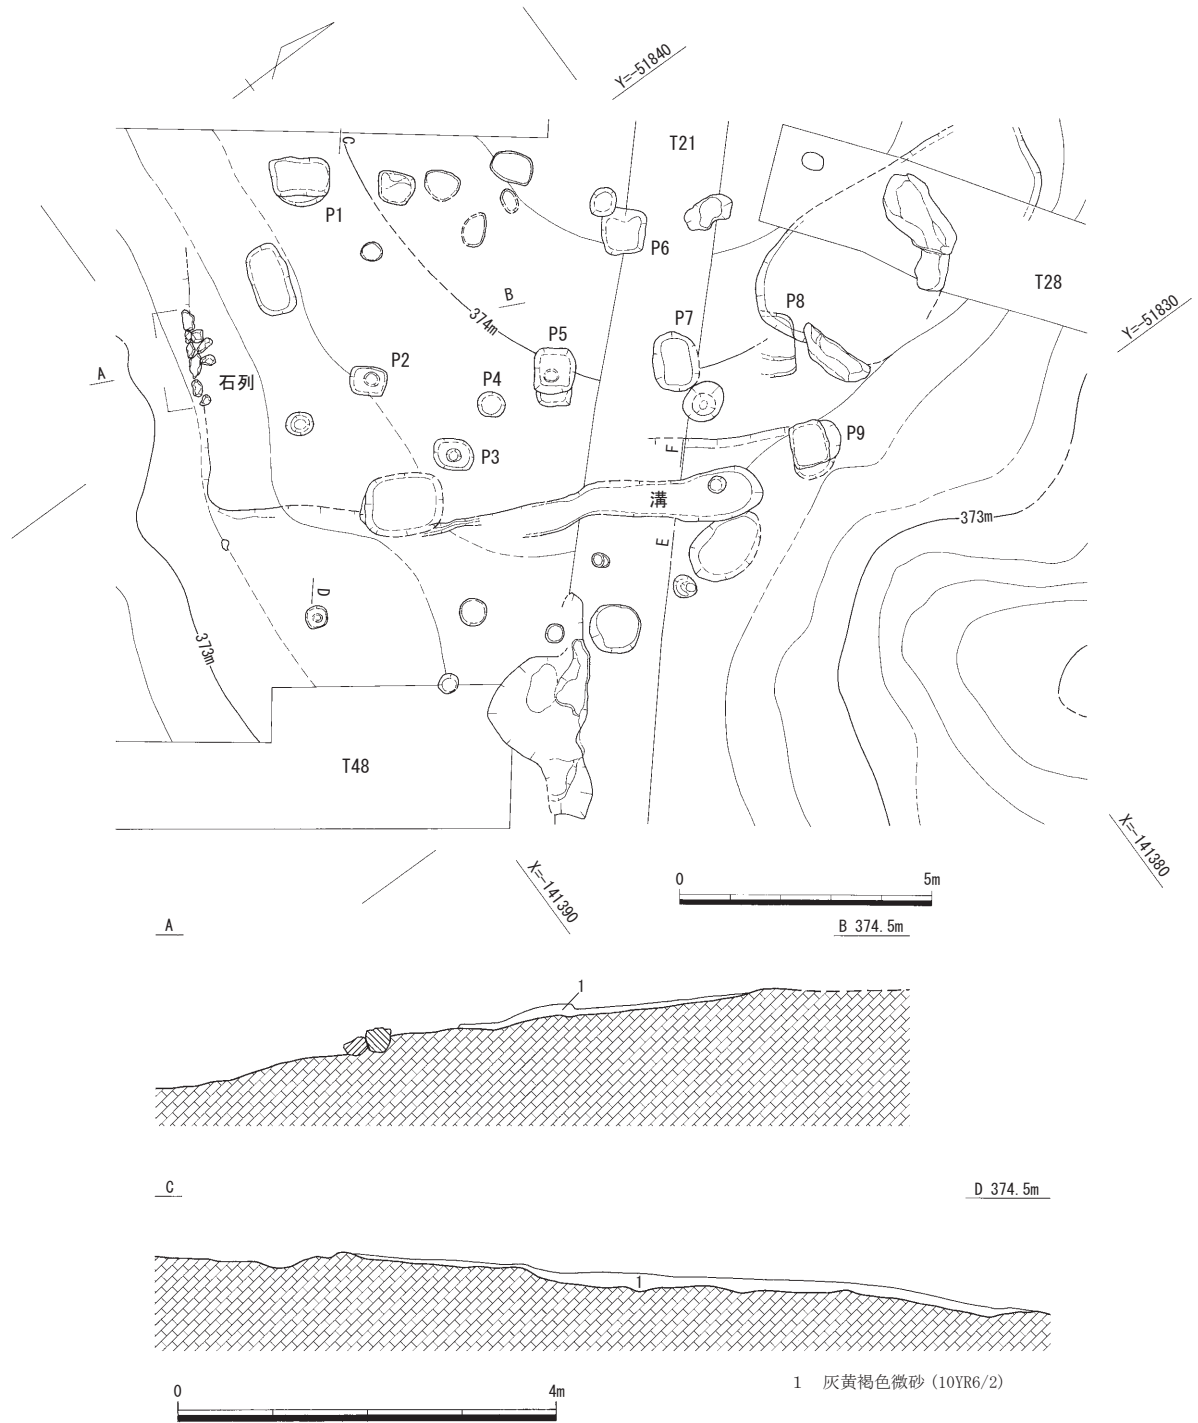 Y=-51840
T21
C
P1
P6
T28
B
374m
P7
P8
Y=-51830
P5
P2
A
石列
P4
P9
P3
F
溝
373m
E
D
373m
T48
X=-141380
X=-141390
0 5m
A
B 374.5m
1
C
D 374.5m
1
1 灰黄褐色微砂 (10YR6/2)
0 4m